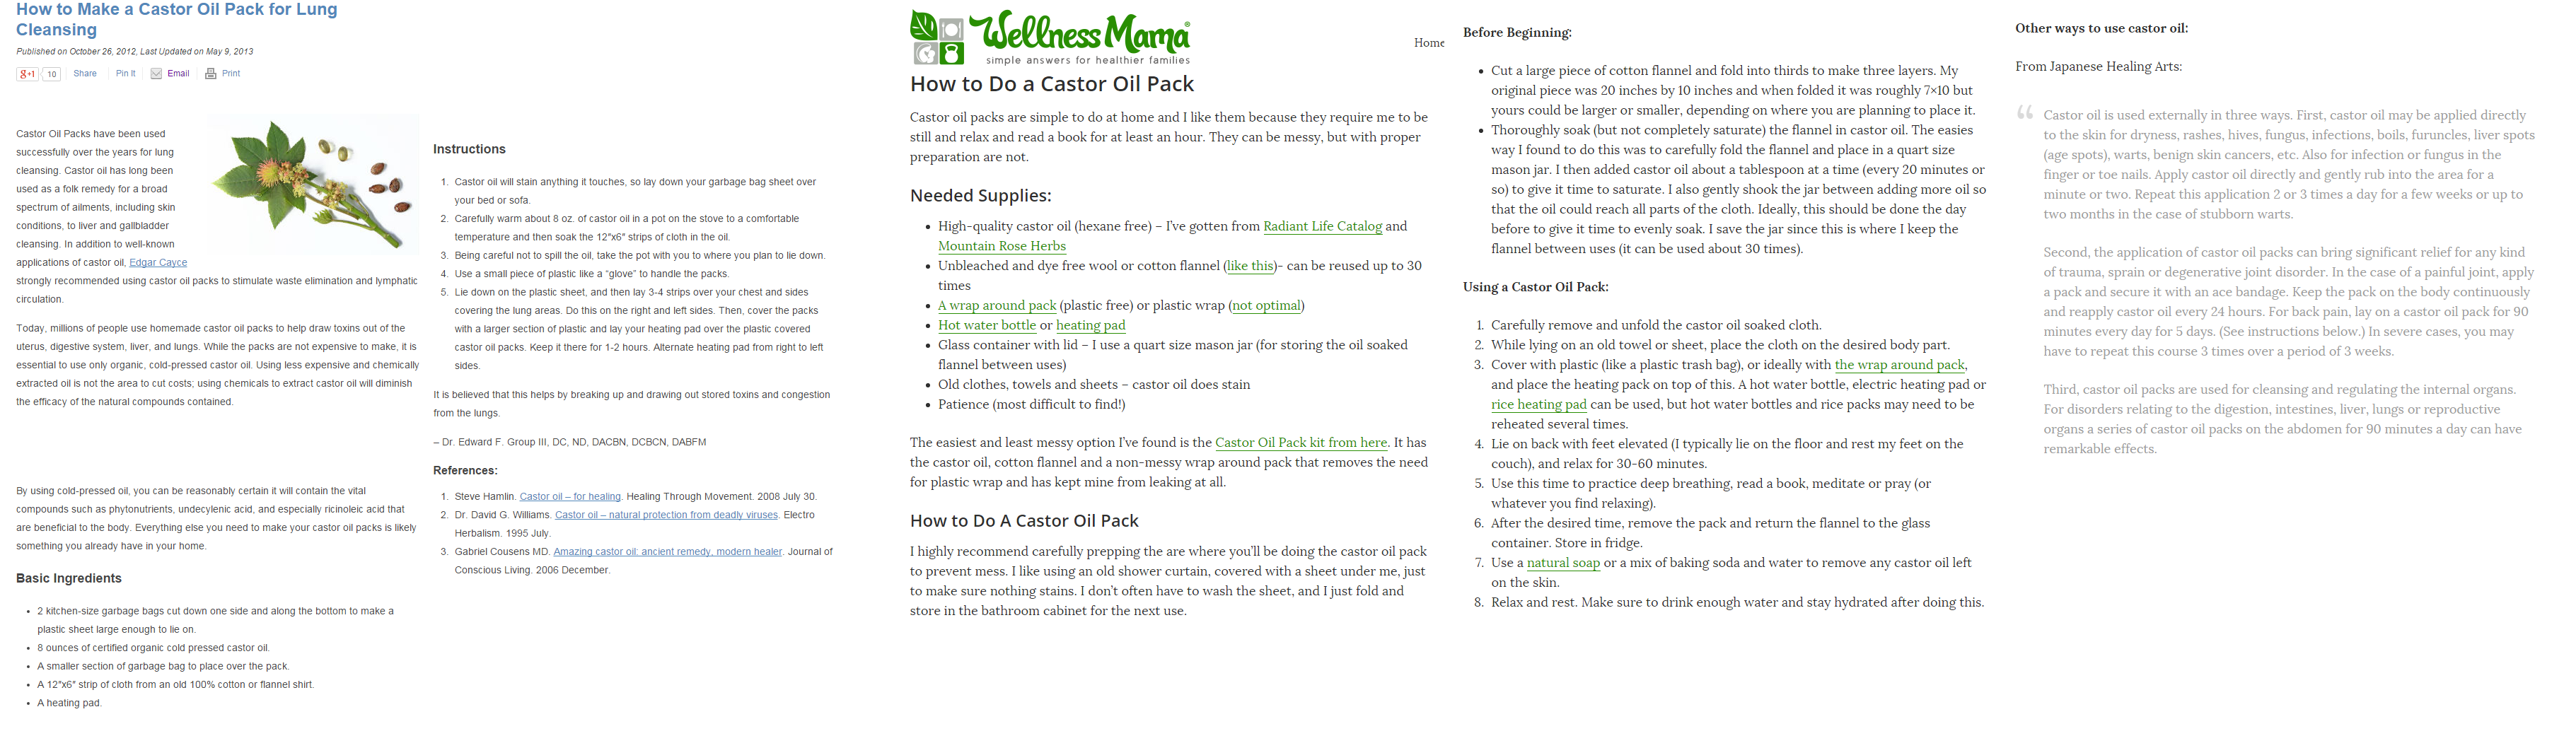 How to Make a Castor Oil Pack for Lung
Cleansing
Published on October 26, 2012, Last Updated on May 9, 2013
g+1 10 Share Pin It Email Print
Castor Oil Packs have been used
successfully over the years for lung
cleansing. Castor oil has long been
used as a folk remedy for a broad
spectrum of ailments, including skin
conditions, to liver and gallbladder
cleansing. In addition to well-known
applications of castor oil, Edgar Cayce
strongly recommended using castor oil packs to stimulate waste elimination and lymphatic
circulation.
Today, millions of people use homemade castor oil packs to help draw toxins out of the
uterus, digestive system, liver, and lungs. While the packs are not expensive to make, it is
essential to use only organic, cold-pressed castor oil. Using less expensive and chemically
extracted oil is not the area to cut costs; using chemicals to extract castor oil will diminish
the efficacy of the natural compounds contained.
By using cold-pressed oil, you can be reasonably certain it will contain the vital
compounds such as phytonutrients, undecylenic acid, and especially ricinoleic acid that
are beneficial to the body. Everything else you need to make your castor oil packs is likely
something you already have in your home.
Basic Ingredients
• 2 kitchen-size garbage bags cut down one side and along the bottom to make a
plastic sheet large enough to lie on.
• 8 ounces of certified organic cold pressed castor oil.
• A smaller section of garbage bag to place over the pack.
• A 12"x6" strip of cloth from an old 100% cotton or flannel shirt.
• A heating pad.
Instructions
1. Castor oil will stain anything it touches, so lay down your garbage bag sheet over
your bed or sofa.
2. Carefully warm about 8 oz. of castor oil in a pot on the stove to a comfortable
temperature and then soak the 12"x6" strips of cloth in the oil.
3. Being careful not to spill the oil, take the pot with you to where you plan to lie down.
4. Use a small piece of plastic like a “glove” to handle the packs.
5. Lie down on the plastic sheet, and then lay 3-4 strips over your chest and sides
covering the lung areas. Do this on the right and left sides. Then, cover the packs
with a larger section of plastic and lay your heating pad over the plastic covered
castor oil packs. Keep it there for 1-2 hours. Alternate heating pad from right to left
sides.
It is believed that this helps by breaking up and drawing out stored toxins and congestion
from the lungs.
– Dr. Edward F. Group III, DC, ND, DACBN, DCBCN, DABFM
References:
1. Steve Hamlin. Castor oil – for healing. Healing Through Movement. 2008 July 30.
2. Dr. David G. Williams. Castor oil – natural protection from deadly viruses. Electro
Herbalism. 1995 July.
3. Gabriel Cousens MD. Amazing castor oil: ancient remedy, modern healer. Journal of
Conscious Living. 2006 December.
Wellness Mama®
simple answers for healthier families
Home
How to Do a Castor Oil Pack
Castor oil packs are simple to do at home and I like them because they require me to be
still and relax and read a book for at least an hour. They can be messy, but with proper
preparation are not.
Needed Supplies:
• High-quality castor oil (hexane free) – I’ve gotten from Radiant Life Catalog and
Mountain Rose Herbs
• Unbleached and dye free wool or cotton flannel (like this)- can be reused up to 30
times
• A wrap around pack (plastic free) or plastic wrap (not optimal)
• Hot water bottle or heating pad
• Glass container with lid – I use a quart size mason jar (for storing the oil soaked
flannel between uses)
• Old clothes, towels and sheets – castor oil does stain
• Patience (most difficult to find!)
The easiest and least messy option I’ve found is the Castor Oil Pack kit from here. It has
the castor oil, cotton flannel and a non-messy wrap around pack that removes the need
for plastic wrap and has kept mine from leaking at all.
How to Do A Castor Oil Pack
I highly recommend carefully prepping the are where you’ll be doing the castor oil pack
to prevent mess. I like using an old shower curtain, covered with a sheet under me, just
to make sure nothing stains. I don’t often have to wash the sheet, and I just fold and
store in the bathroom cabinet for the next use.
Before Beginning:
• Cut a large piece of cotton flannel and fold into thirds to make three layers. My
original piece was 20 inches by 10 inches and when folded it was roughly 7×10 but
yours could be larger or smaller, depending on where you are planning to place it.
• Thoroughly soak (but not completely saturate) the flannel in castor oil. The easies
way I found to do this was to carefully fold the flannel and place in a quart size
mason jar. I then added castor oil about a tablespoon at a time (every 20 minutes or
so) to give it time to saturate. I also gently shook the jar between adding more oil so
that the oil could reach all parts of the cloth. Ideally, this should be done the day
before to give it time to evenly soak. I save the jar since this is where I keep the
flannel between uses (it can be used about 30 times).
Using a Castor Oil Pack:
1. Carefully remove and unfold the castor oil soaked cloth.
2. While lying on an old towel or sheet, place the cloth on the desired body part.
3. Cover with plastic (like a plastic trash bag), or ideally with the wrap around pack,
and place the heating pack on top of this. A hot water bottle, electric heating pad or
rice heating pad can be used, but hot water bottles and rice packs may need to be
reheated several times.
4. Lie on back with feet elevated (I typically lie on the floor and rest my feet on the
couch), and relax for 30-60 minutes.
5. Use this time to practice deep breathing, read a book, meditate or pray (or
whatever you find relaxing).
6. After the desired time, remove the pack and return the flannel to the glass
container. Store in fridge.
7. Use a natural soap or a mix of baking soda and water to remove any castor oil left
on the skin.
8. Relax and rest. Make sure to drink enough water and stay hydrated after doing this.
Other ways to use castor oil:
From Japanese Healing Arts:
“ Castor oil is used externally in three ways. First, castor oil may be applied directly
to the skin for dryness, rashes, hives, fungus, infections, boils, furuncles, liver spots
(age spots), warts, benign skin cancers, etc. Also for infection or fungus in the
finger or toe nails. Apply castor oil directly and gently rub into the area for a
minute or two. Repeat this application 2 or 3 times a day for a few weeks or up to
two months in the case of stubborn warts.
Second, the application of castor oil packs can bring significant relief for any kind
of trauma, sprain or degenerative joint disorder. In the case of a painful joint, apply
a pack and secure it with an ace bandage. Keep the pack on the body continuously
and reapply castor oil every 24 hours. For back pain, lay on a castor oil pack for 90
minutes every day for 5 days. (See instructions below.) In severe cases, you may
have to repeat this course 3 times over a period of 3 weeks.
Third, castor oil packs are used for cleansing and regulating the internal organs.
For disorders relating to the digestion, intestines, liver, lungs or reproductive
organs a series of castor oil packs on the abdomen for 90 minutes a day can have
remarkable effects.